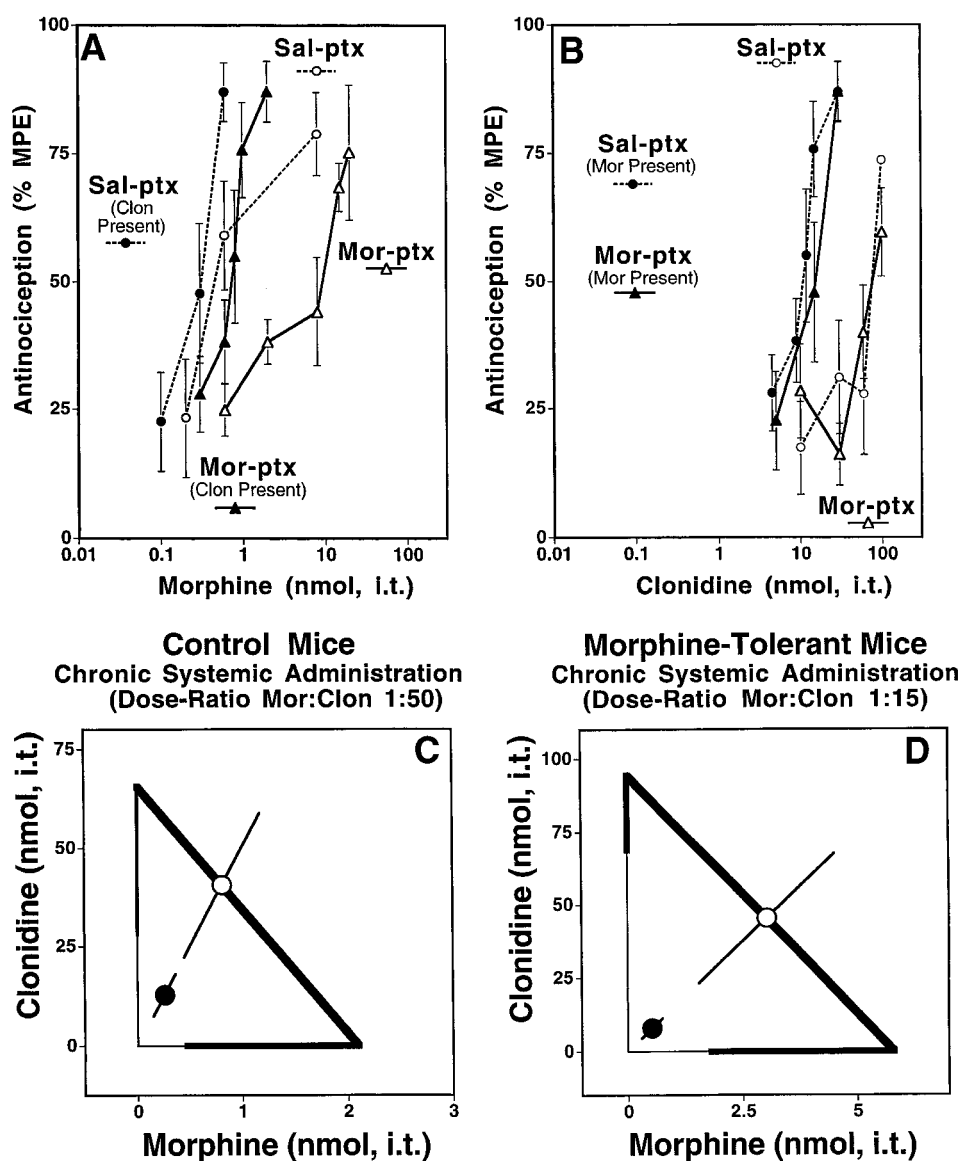 A
Sal-ptx
Sal-ptx
(Clon
Present)
Mor-ptx
Mor-ptx
(Clon Present)
Antinociception (% MPE)
100
75
50
25
0
0.01
0.1
1
10
100
Morphine (nmol, i.t.)
B
Sal-ptx
Sal-ptx
(Mor Present)
Mor-ptx
(Mor Present)
Mor-ptx
Antinociception (% MPE)
100
75
50
25
0
0.01
0.1
1
10
100
Clonidine (nmol, i.t.)
Control Mice
Chronic Systemic Administration
(Dose-Ratio Mor:Clon 1:50)
C
Clonidine (nmol, i.t.)
75
50
25
0
0
1
2
3
Morphine (nmol, i.t.)
Morphine-Tolerant Mice
Chronic Systemic Administration
(Dose-Ratio Mor:Clon 1:15)
D
Clonidine (nmol, i.t.)
100
75
50
25
0
0
2.5
5
Morphine (nmol, i.t.)